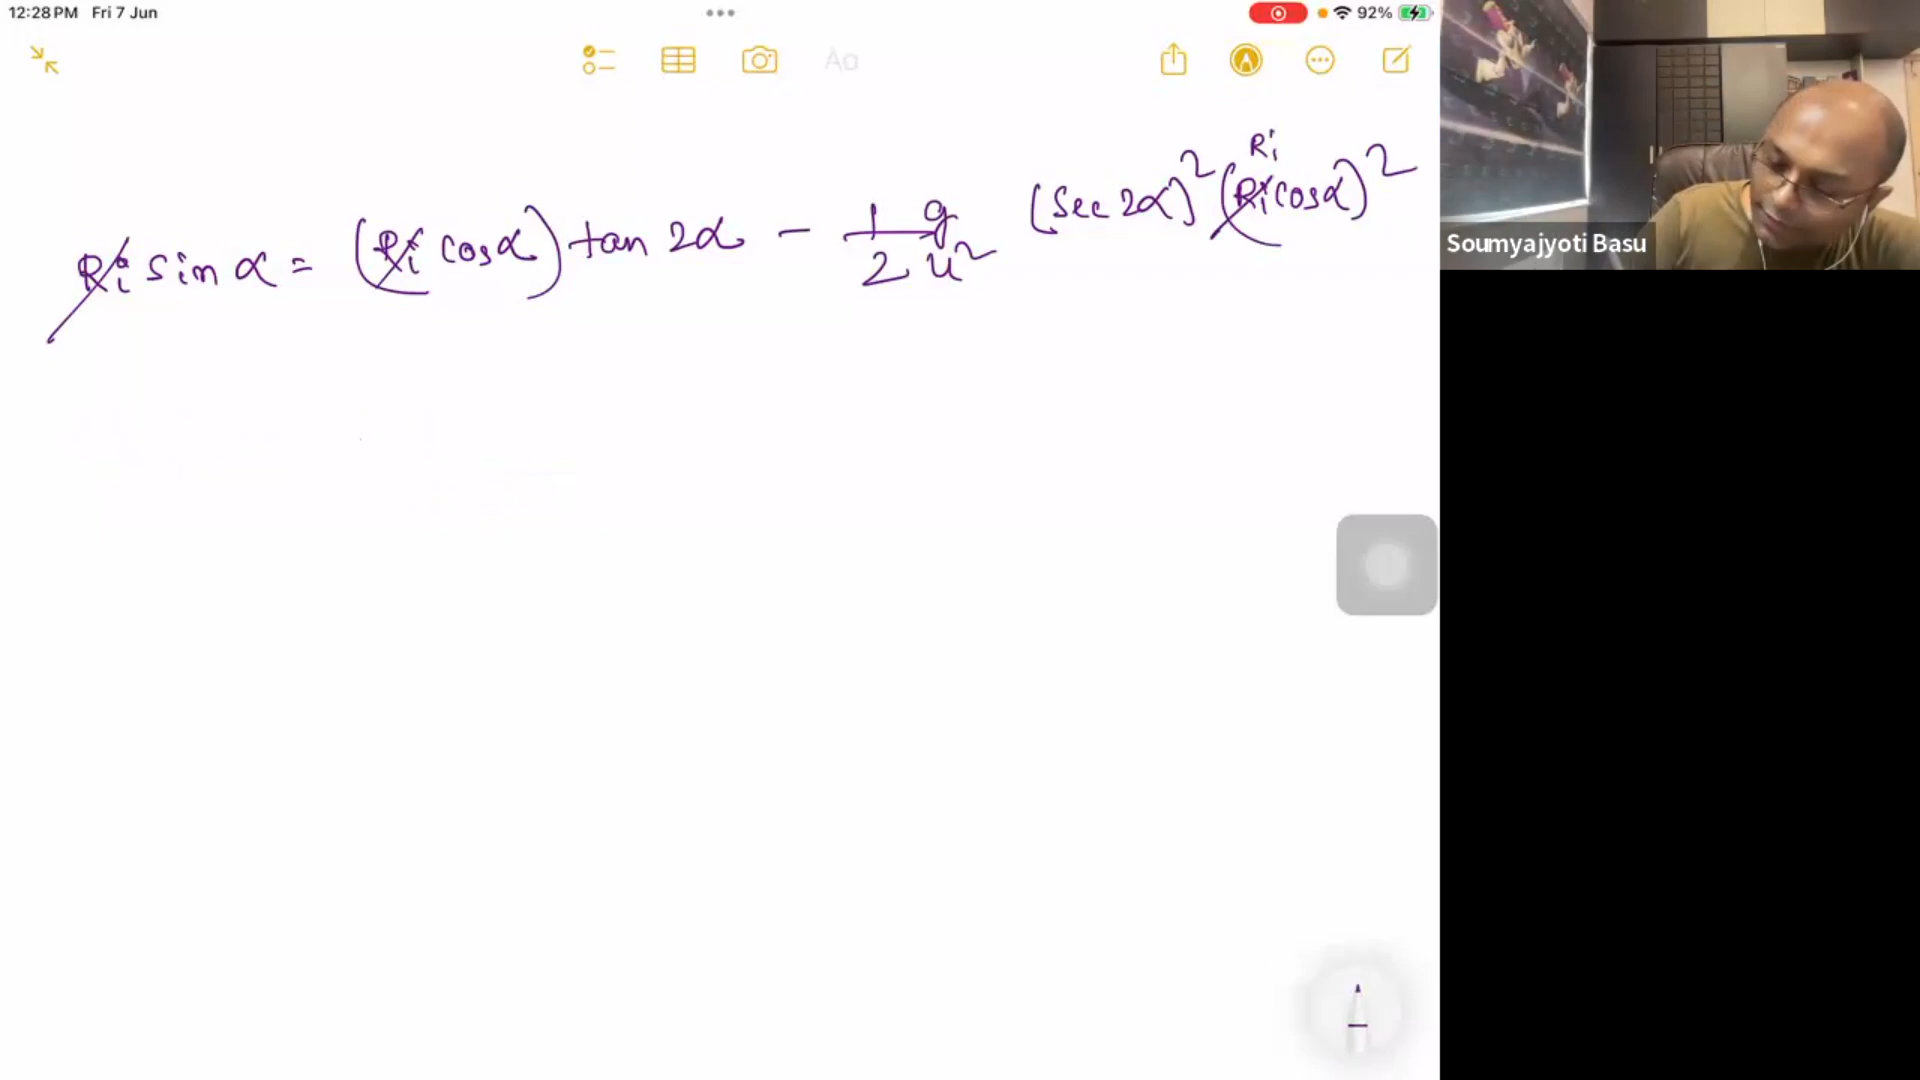 12:28 PM Fri 7 Jun
92%
Aa
Ri sin α = (Ri cos α) tan 2α − 1/2 g/u² (sec 2α)² (Ri cos α)²
Ri
Soumyajyoti Basu